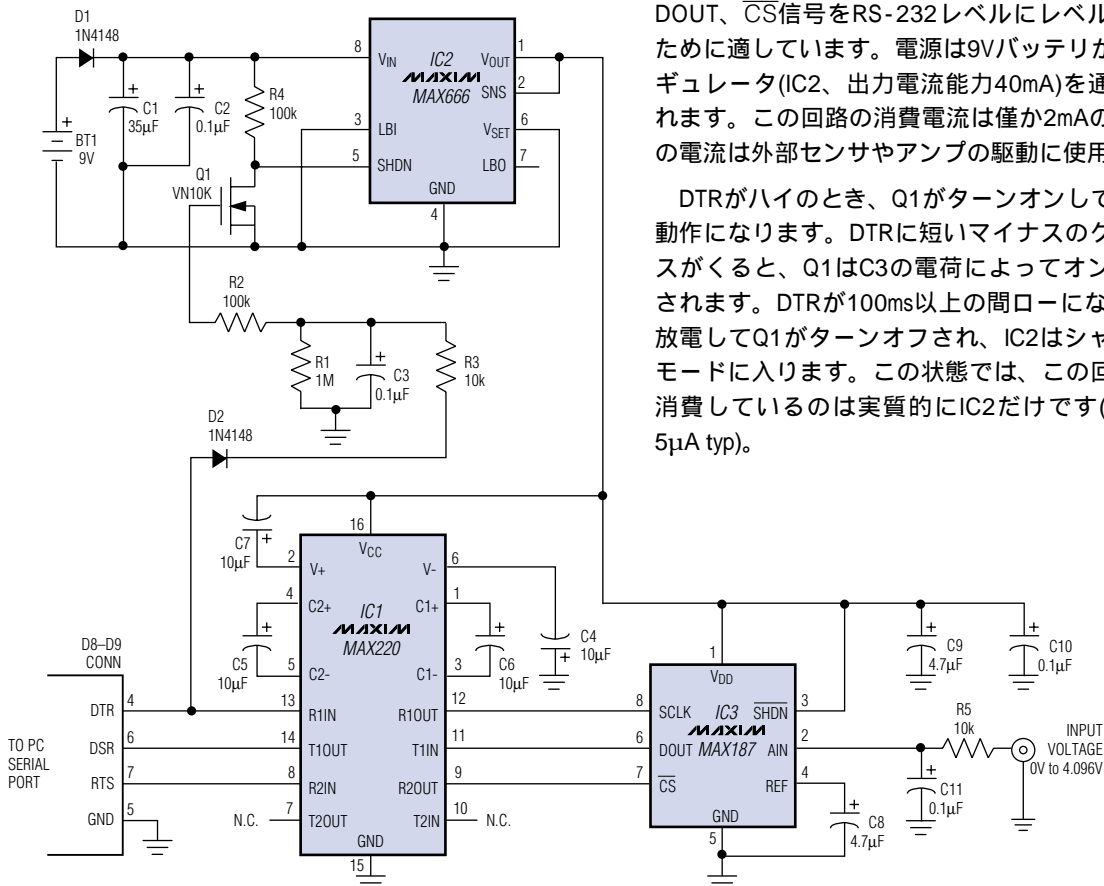 DOUT、CS信号をRS-232レベルにレベル
ために適しています。電源は9Vバッテリか
ギュレータ(IC2、出力電流能力40mA)を通
れます。この回路の消費電流は僅か2mAの
の電流は外部センサやアンプの駆動に使用
DTRがハイのとき、Q1がターンオンして
動作になります。DTRに短いマイナスのク
スがくると、Q1はC3の電荷によってオン
されます。DTRが100ms以上の間ローにな
放電してQ1がターンオフされ、IC2はシャ
モードに入ります。この状態では、この回
消費しているのは実質的にIC2だけです(
5μA typ)。
D1
1N4148
BT1
9V
+
C1
35μF
+
C2
0.1μF
+
R4
100k
Q1
VN10K
8
VIN
IC2
MAXIM
MAX666
VOUT
1
SNS
2
3
LBI
VSET
6
5
SHDN
LBO
7
GND
4
R2
100k
R1
1M
+
C3
0.1μF
R3
10k
D2
1N4148
C7
10μF
+
16
VCC
2
V+
V-
6
4
C2+
C1+
1
IC1
MAXIM
MAX220
+
C5
10μF
5
C2-
C1-
3
+
C6
10μF
C4
10μF
+
13
R1IN
R1OUT
12
14
T1OUT
T1IN
11
8
R2IN
R2OUT
9
N.C.
7
T2OUT
T2IN
10
N.C.
GND
15
D8–D9
CONN
TO PC
SERIAL
PORT
DTR
4
DSR
6
RTS
7
GND
5
1
VDD
8
SCLK
IC3
SHDN
3
MAXIM
6
DOUT
MAX187
AIN
2
7
CS
REF
4
GND
5
+
C8
4.7μF
+
C9
4.7μF
+
C10
0.1μF
R5
10k
+
C11
0.1μF
INPUT
VOLTAGE
0V to 4.096V